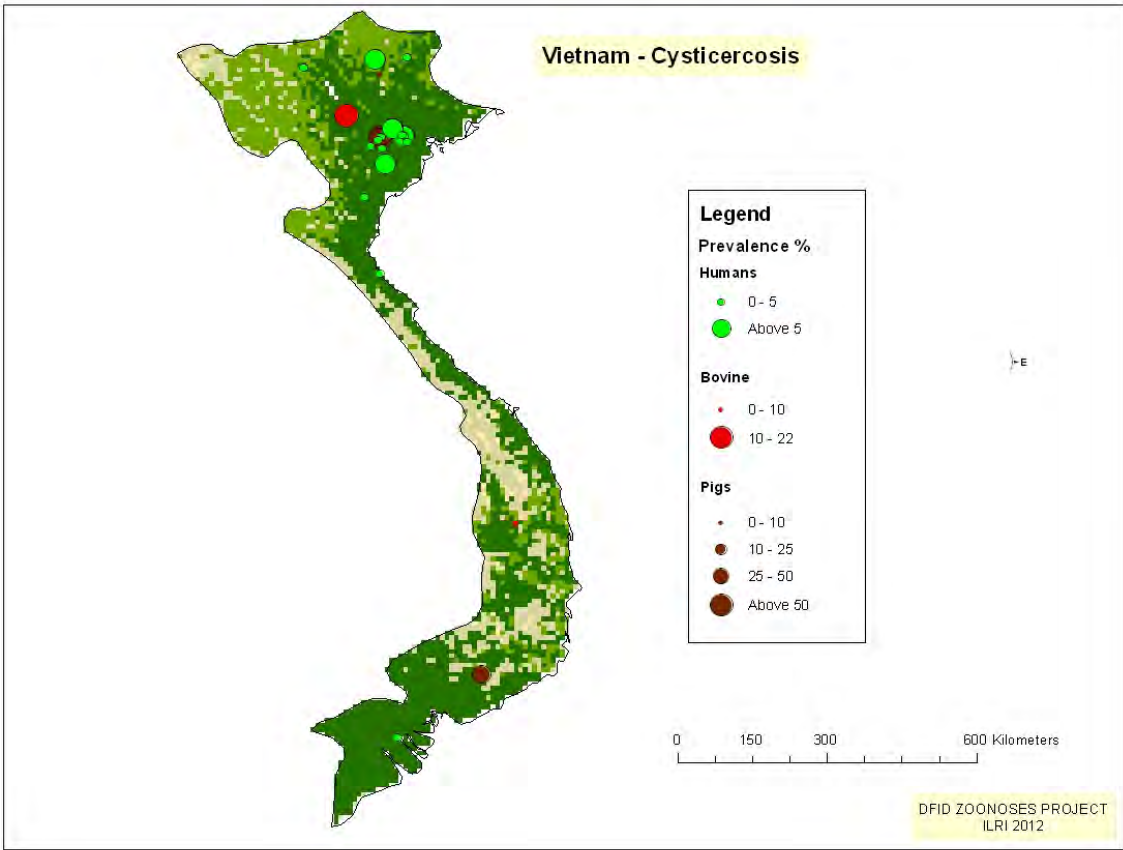 Vietnam - Cysticercosis
Legend
Prevalence %
Humans
0 - 5
Above 5
Bovine
0 - 10
10 - 22
Pigs
0 - 10
10 - 25
25 - 50
Above 50
E
0 150 300 600 Kilometers
DFID ZOONOSES PROJECT
ILRI 2012